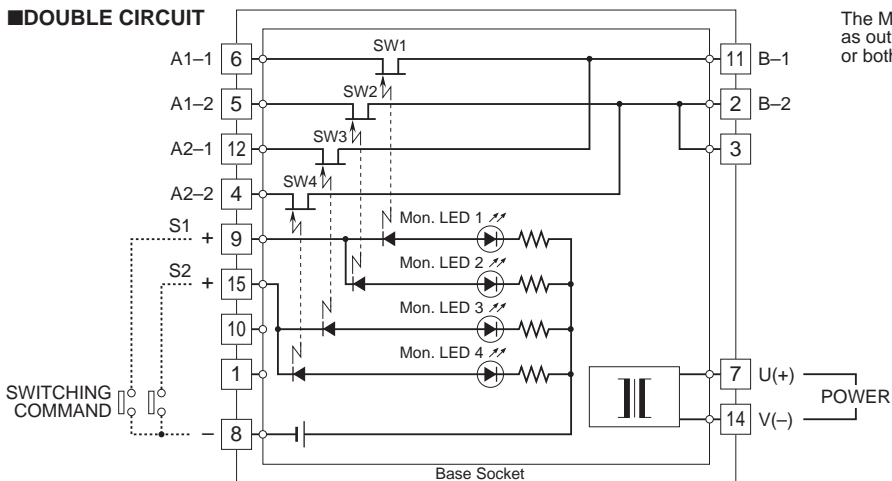 ■DOUBLE CIRCUIT
The M
as out
or both
A1–1 6 SW1 11 B–1
A1–2 5 SW2 2 B–2
A2–1 12 SW3 3
A2–2 4 SW4
S1 + 9 Mon. LED 1
S2 + 15 Mon. LED 2
10 Mon. LED 3
1 Mon. LED 4 7 U(+)
SWITCHING
COMMAND
POWER
14 V(–)
– 8
Base Socket